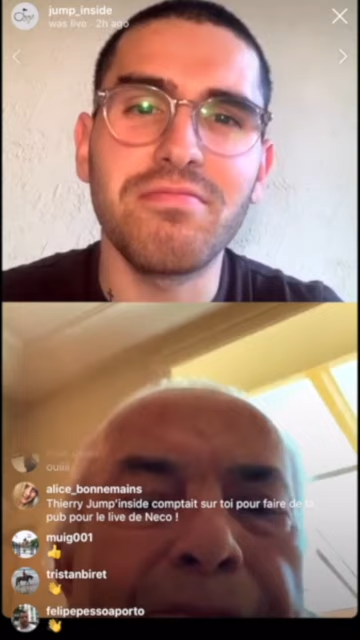 jump_inside
was live · 2h ago
ouiii
alice_bonnemains
Thierry Jump'inside comptait sur toi pour faire de la
pub pour le live de Neco !
muig001
👍
tristanbiret
👋
felipepessoaporto
👋